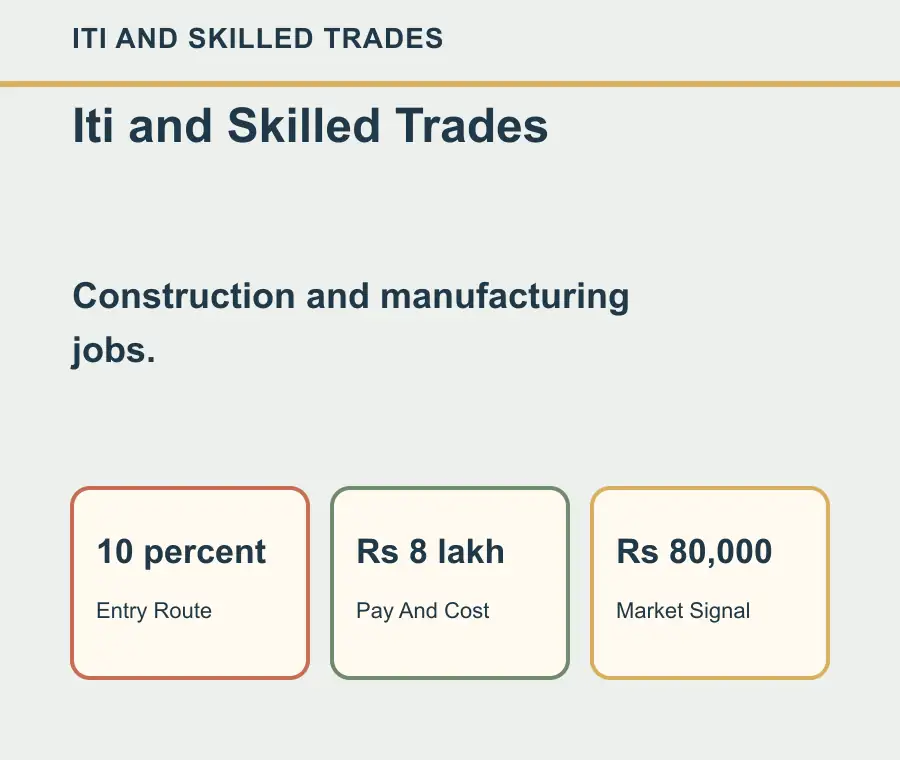 ITI AND SKILLED TRADES
Iti and Skilled Trades
Construction and manufacturing
jobs.
10 percent
Entry Route
Rs 8 lakh
Pay And Cost
Rs 80,000
Market Signal